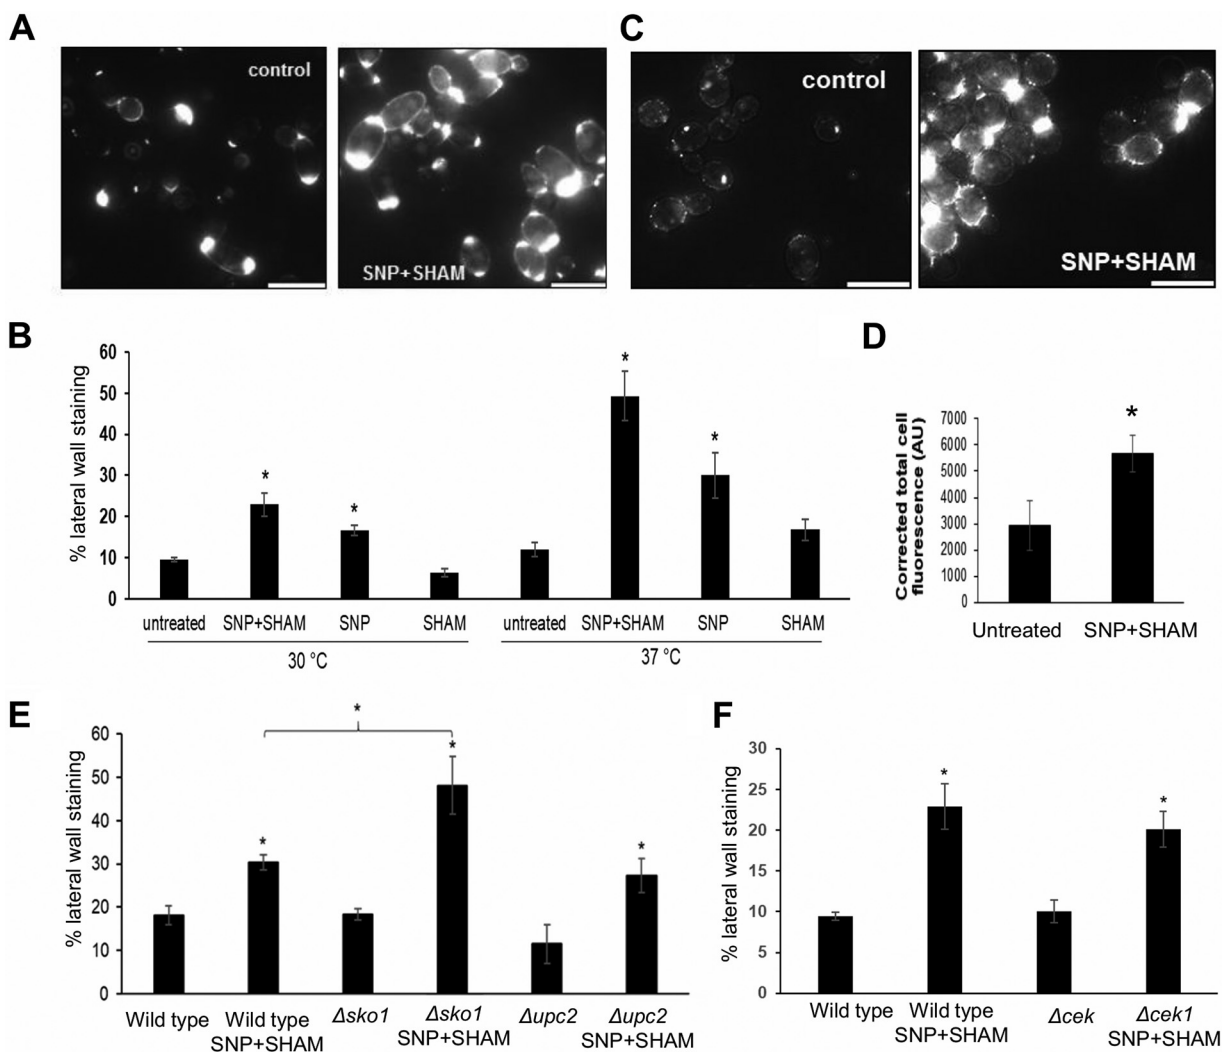 A
control
SNP+SHAM
C
control
SNP+SHAM
B
% lateral wall staining
60
50
40
30
20
10
0
untreated SNP+SHAM SNP SHAM untreated SNP+SHAM SNP SHAM
30 °C 37 °C
* * * *
D
Corrected total cell
fluorescence (AU)
7000
6000
5000
4000
3000
2000
1000
0
*
Untreated SNP+SHAM
E
% lateral wall staining
60
50
40
30
20
10
0
* * * *
Wild type Wild type Δsko1 Δsko1 Δupc2 Δupc2
SNP+SHAM SNP+SHAM SNP+SHAM
F
% lateral wall staining
30
25
20
15
10
5
0
* *
Wild type Wild type Δcek Δcek1
SNP+SHAM SNP+SHAM